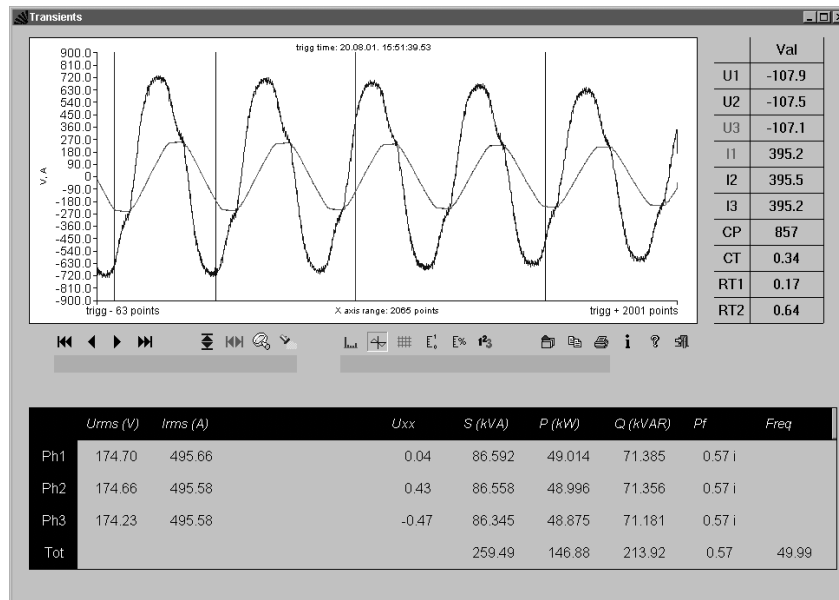 Transients
trigg time: 20.08.01. 15:51:39.53
900.0
810.0
720.0
630.0
540.0
450.0
360.0
270.0
180.0
90.0
0
-90.0
-180.0
-270.0
-360.0
-450.0
-540.0
-630.0
-720.0
-810.0
-900.0
V, A
trigg - 63 points
X axis range: 2065 points
trigg + 2001 points
Val
U1 -107.9
U2 -107.5
U3 -107.1
I1 395.2
I2 395.5
I3 395.2
CP 857
CT 0.34
RT1 0.17
RT2 0.64
Urms (V) Irms (A) Uxx S (kVA) P (kW) Q (kVAR) Pf Freq
Ph1 174.70 495.66 0.04 86.592 49.014 71.385 0.57 i
Ph2 174.66 495.58 0.43 86.558 48.996 71.356 0.57 i
Ph3 174.23 495.58 -0.47 86.345 48.875 71.181 0.57 i
Tot 259.49 146.88 213.92 0.57 49.99